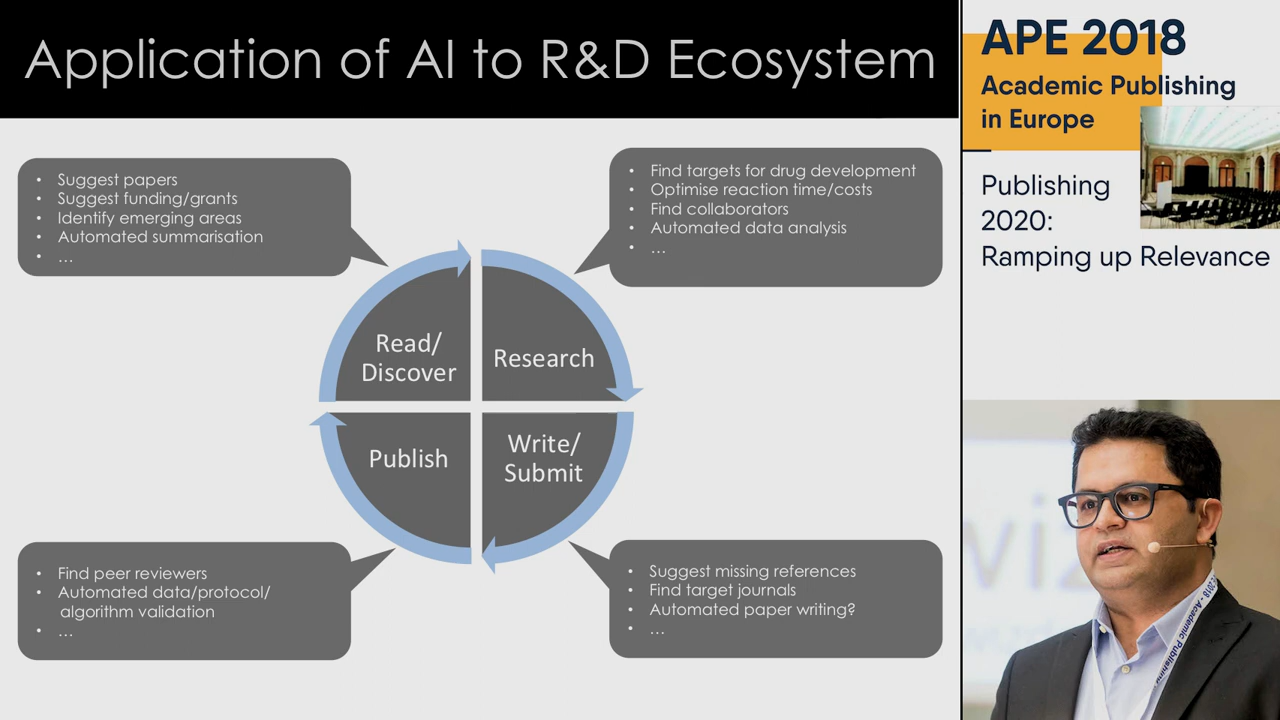 Application of AI to R&D Ecosystem
• Suggest papers
• Suggest funding/grants
• Identify emerging areas
• Automated summarisation
• ...
• Find targets for drug development
• Optimise reaction time/costs
• Find collaborators
• Automated data analysis
• ...
Read/
Discover
Research
Publish
Write/
Submit
• Find peer reviewers
• Automated data/protocol/
algorithm validation
• ...
• Suggest missing references
• Find target journals
• Automated paper writing?
• ...
APE 2018
Academic Publishing
in Europe
Publishing
2020:
Ramping up Relevance
2018 - Academic Publishing